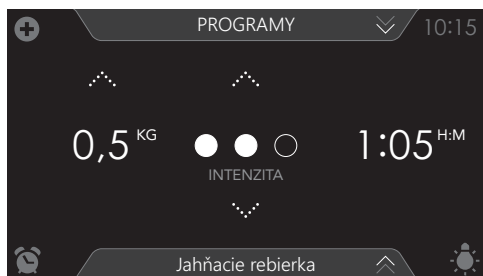 PROGRAMY 10:15
0,5 KG 1:05 H:M
INTENZITA
Jahňacie rebierka